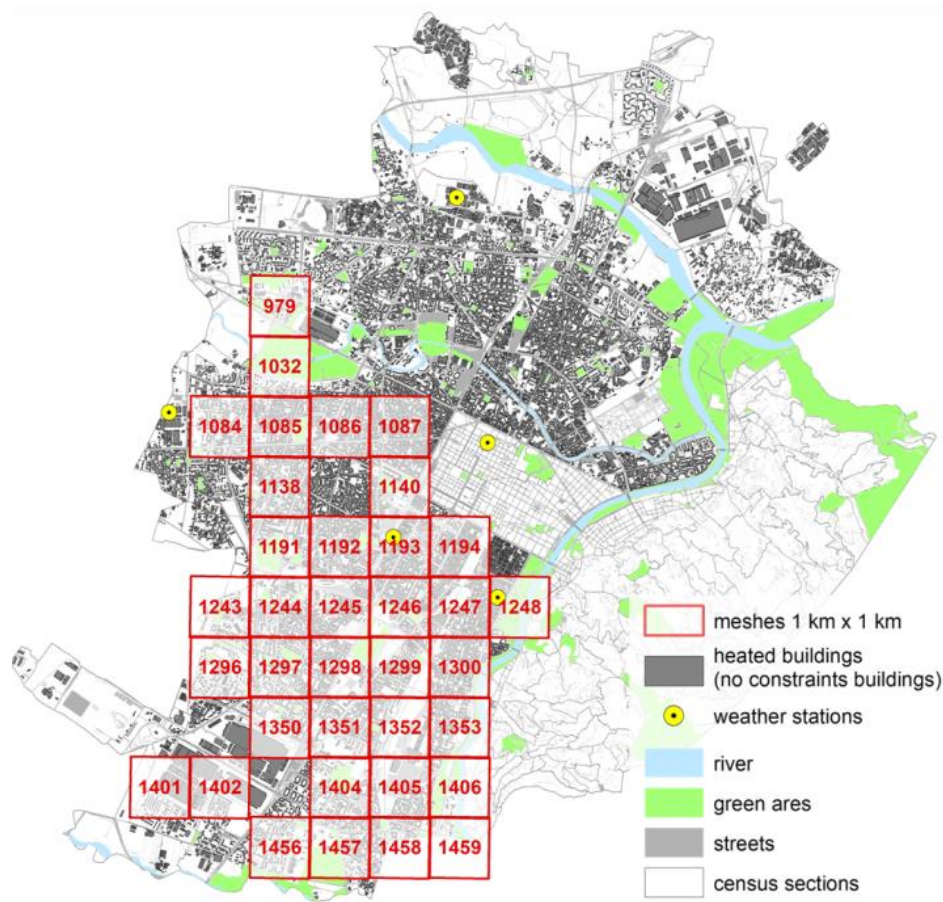 979
1032
1084 1085 1086 1087
1138 1140
1191 1192 1193 1194
1243 1244 1245 1246 1247 1248
1296 1297 1298 1299 1300
1350 1351 1352 1353
1401 1402 1404 1405 1406
1456 1457 1458 1459
meshes 1 km x 1 km
heated buildings
(no constraints buildings)
weather stations
river
green ares
streets
census sections